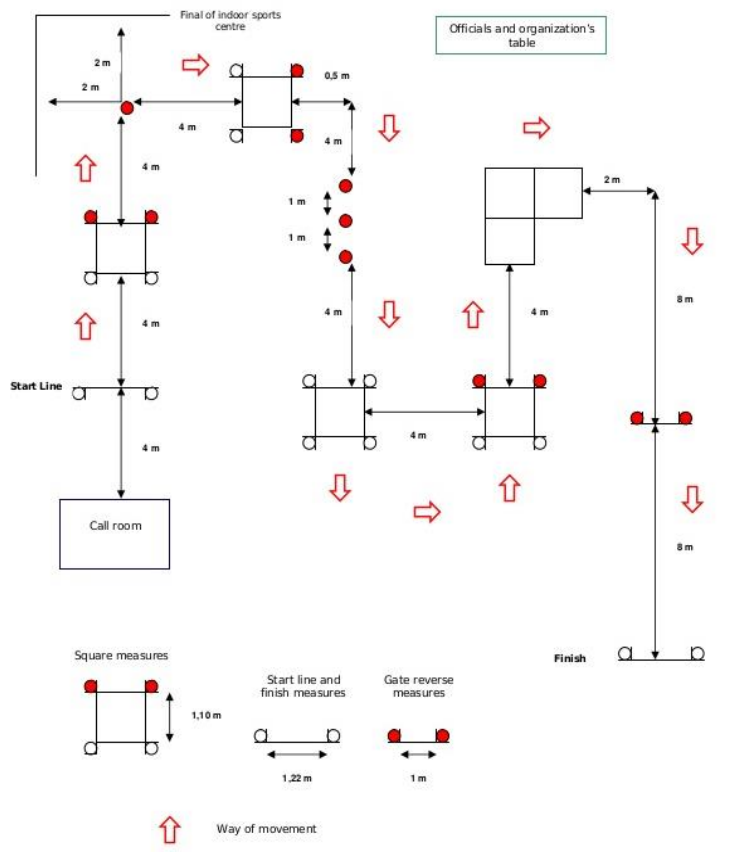 Final of indoor sports
centre
Officials and organization's
table
2 m
2 m
4 m
0,5 m
4 m
4 m
1 m
1 m
2 m
4 m
4 m
4 m
8 m
Start Line
4 m
4 m
Call room
8 m
Finish
Square measures
1,10 m
Start line and
finish measures
1,22 m
Gate reverse
measures
1 m
Way of movement